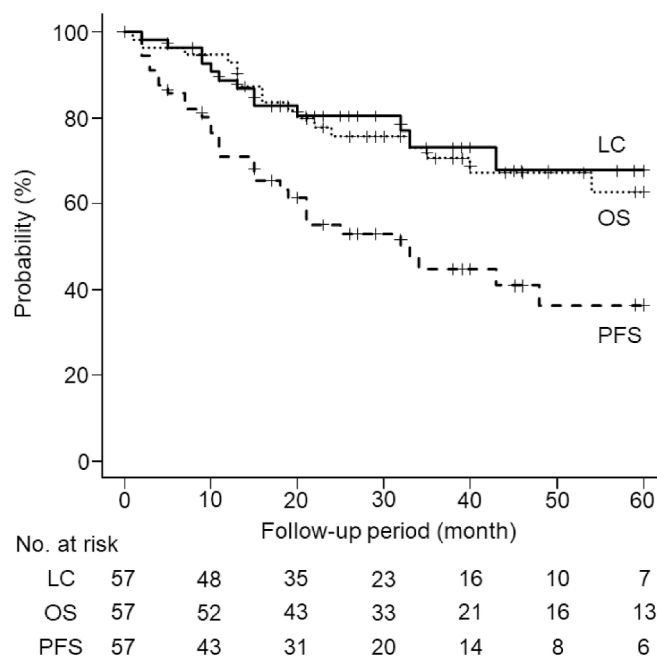 100
80
60
40
20
0
Probability (%)
LC
OS
PFS
0 10 20 30 40 50 60
Follow-up period (month)
No. at risk
LC 57 48 35 23 16 10 7
OS 57 52 43 33 21 16 13
PFS 57 43 31 20 14 8 6